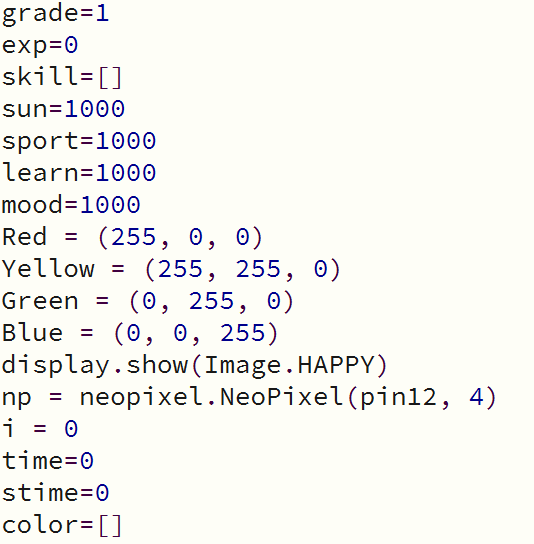 grade=1
exp=0
skill=[]
sun=1000
sport=1000
learn=1000
mood=1000
Red = (255, 0, 0)
Yellow = (255, 255, 0)
Green = (0, 255, 0)
Blue = (0, 0, 255)
display.show(Image.HAPPY)
np = neopixel.NeoPixel(pin12, 4)
i = 0
time=0
stime=0
color=[]